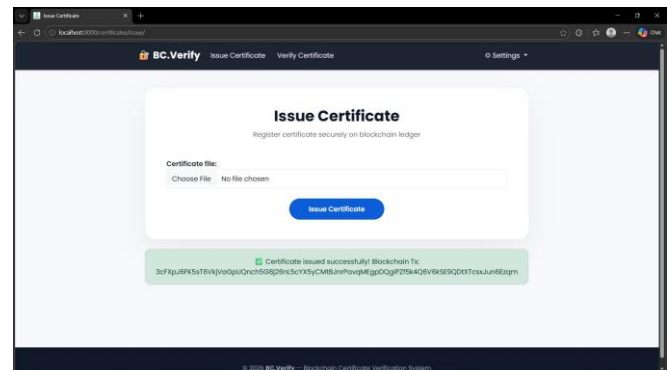 Issue Certificate
localhost:8000/certificates/issue/
Chat
BC.Verify Issue Certificate Verify Certificate Settings
Issue Certificate
Register certificate securely on blockchain ledger
Certificate file:
Choose File No file chosen
Issue Certificate
Certificate issued successfully! Blockchain Tx:
© 2026 BC.Verify — Blockchain Certificate Verification System